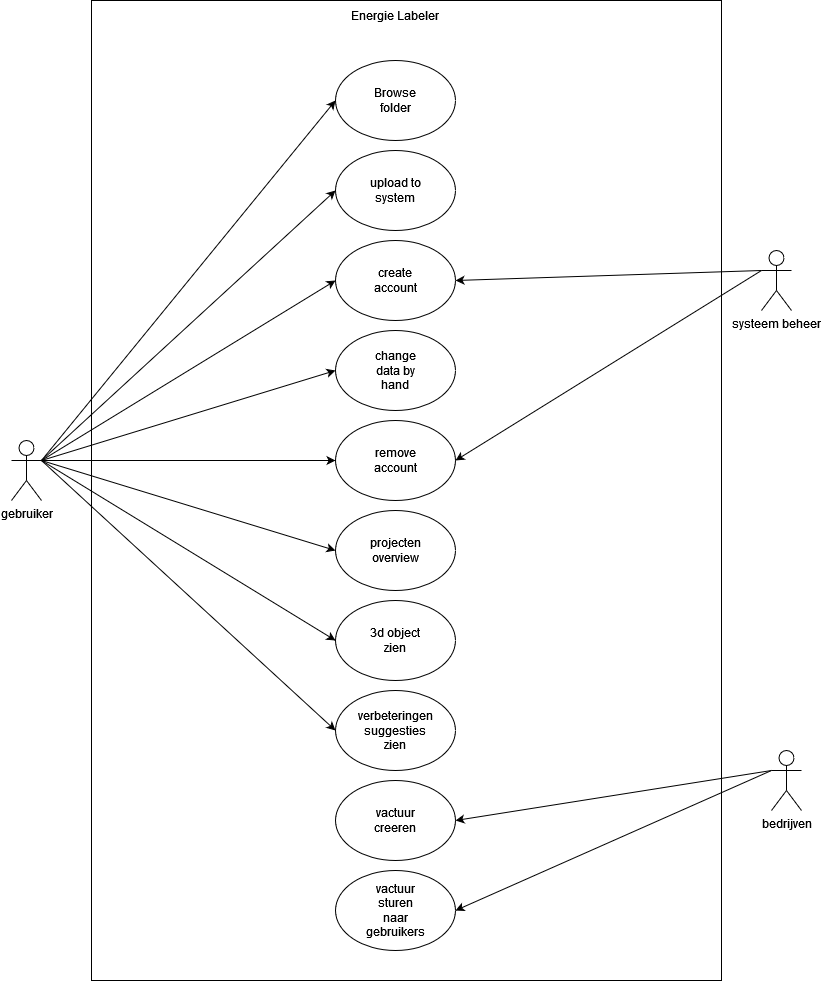 Energie Labeler
Browse
folder
upload to
system
create
account
systeem beheer
change
data by
hand
remove
account
gebruiker
projecten
overview
3d object
zien
verbeteringen
suggesties
zien
vactuur
creeren
bedrijven
vactuur
sturen
naar
gebruikers